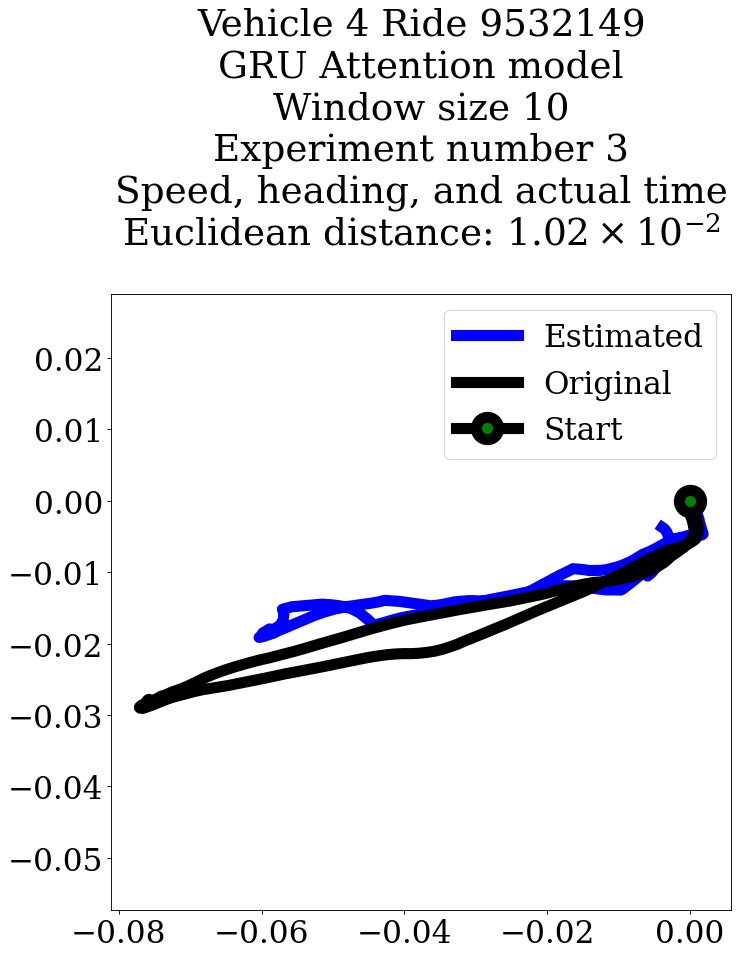 Vehicle 4 Ride 9532149
GRU Attention model
Window size 10
Experiment number 3
Speed, heading, and actual time
Euclidean distance: 1.02 × 10⁻²
Estimated
Original
Start
0.02
0.01
0.00
−0.01
−0.02
−0.03
−0.04
−0.05
−0.08 −0.06 −0.04 −0.02 0.00